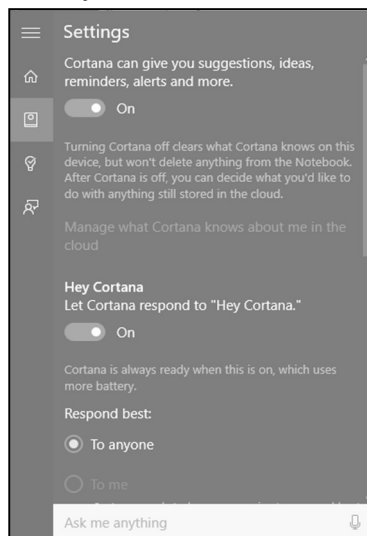 Settings
Cortana can give you suggestions, ideas,
reminders, alerts and more.
On
Turning Cortana off clears what Cortana knows on this
device, but won't delete anything from the Notebook.
After Cortana is off, you can decide what you'd like to
do with anything still stored in the cloud.
Manage what Cortana knows about me in the
cloud
Hey Cortana
Let Cortana respond to "Hey Cortana."
On
Cortana is always ready when this is on, which uses
more battery.
Respond best:
To anyone
To me
Ask me anything